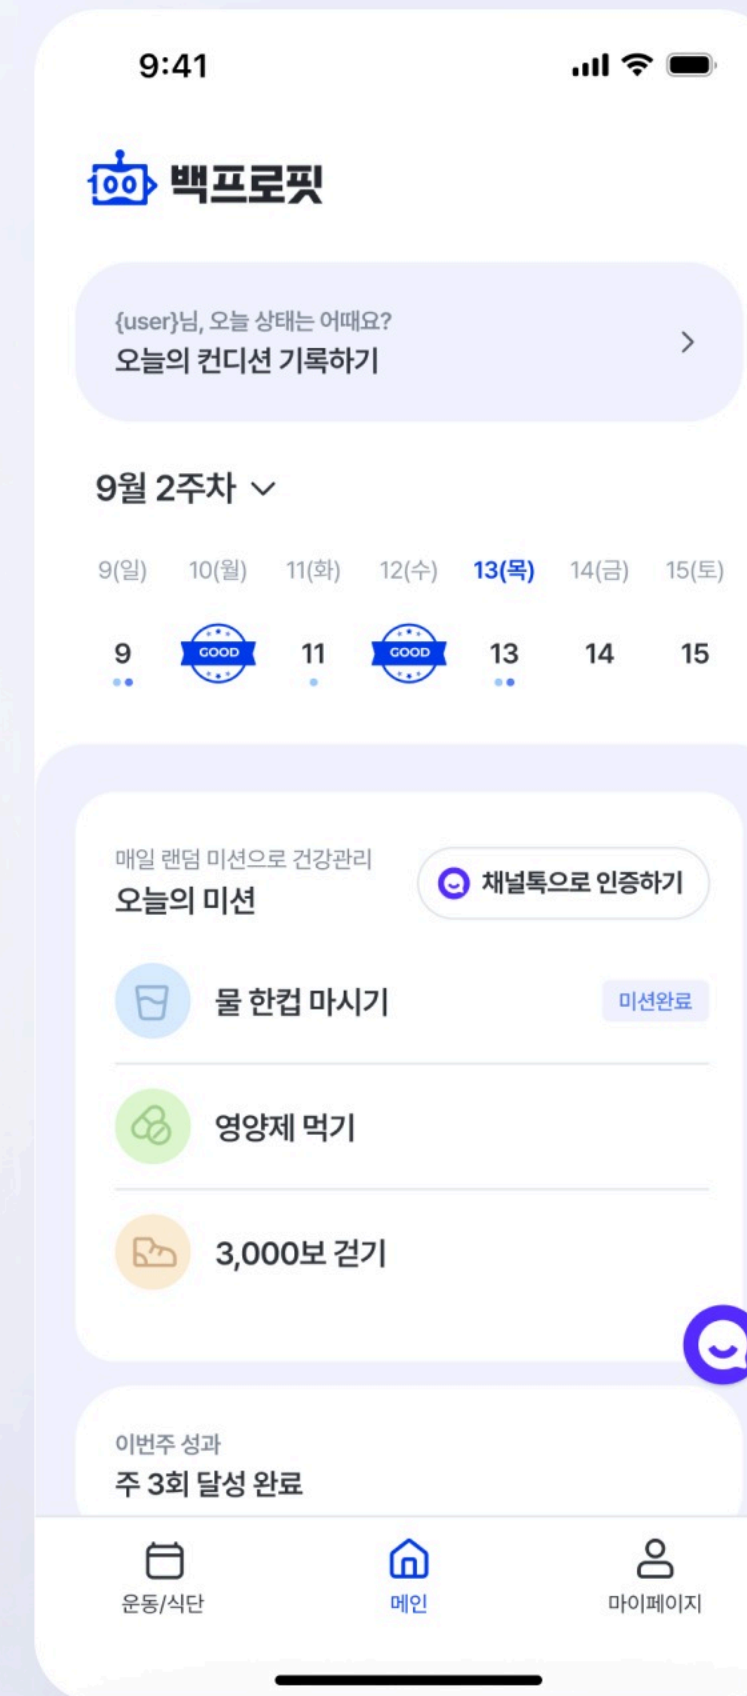 9:41
100 백프로핏
{user}님, 오늘 상태는 어때요?
오늘의 컨디션 기록하기
9월 2주차
9(일) 10(월) 11(화) 12(수) 13(목) 14(금) 15(토)
9 GOOD 11 GOOD 13 14 15
매일 랜덤 미션으로 건강관리
오늘의 미션
채널톡으로 인증하기
물 한컵 마시기
미션완료
영양제 먹기
3,000보 걷기
이번주 성과
주 3회 달성 완료
운동/식단 메인 마이페이지